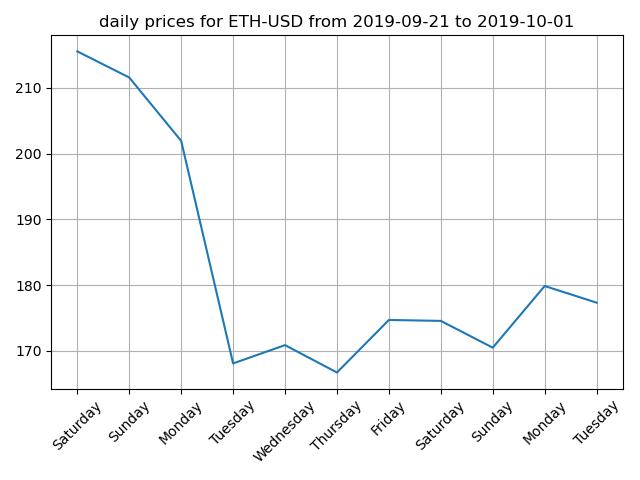 daily prices for ETH-USD from 2019-09-21 to 2019-10-01
210
200
190
180
170
Saturday
Sunday
Monday
Tuesday
Wednesday
Thursday
Friday
Saturday
Sunday
Monday
Tuesday